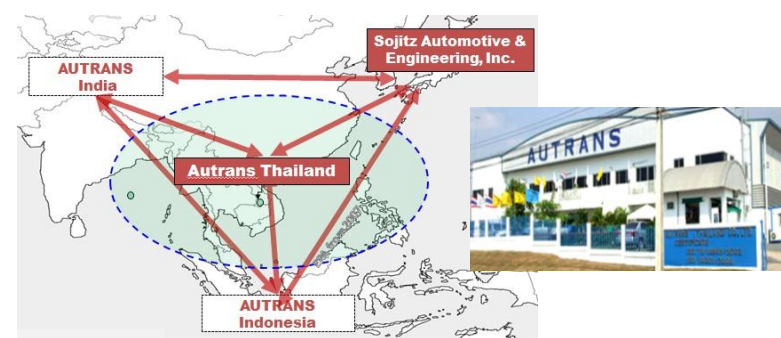 Sojitz Automotive &
Engineering, Inc.
AUTRANS
India
Autrans Thailand
AUTRANS
AUTRANS
Indonesia